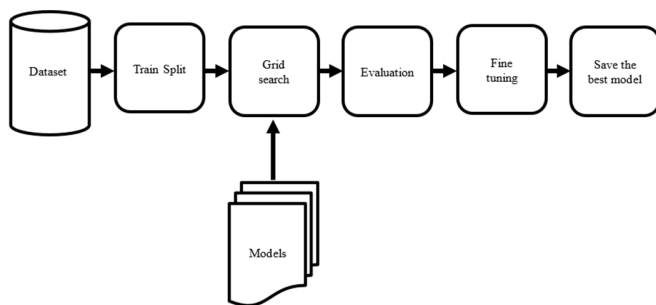 Dataset
Train Split
Grid
search
Evaluation
Fine
tuning
Save the
best model
Models